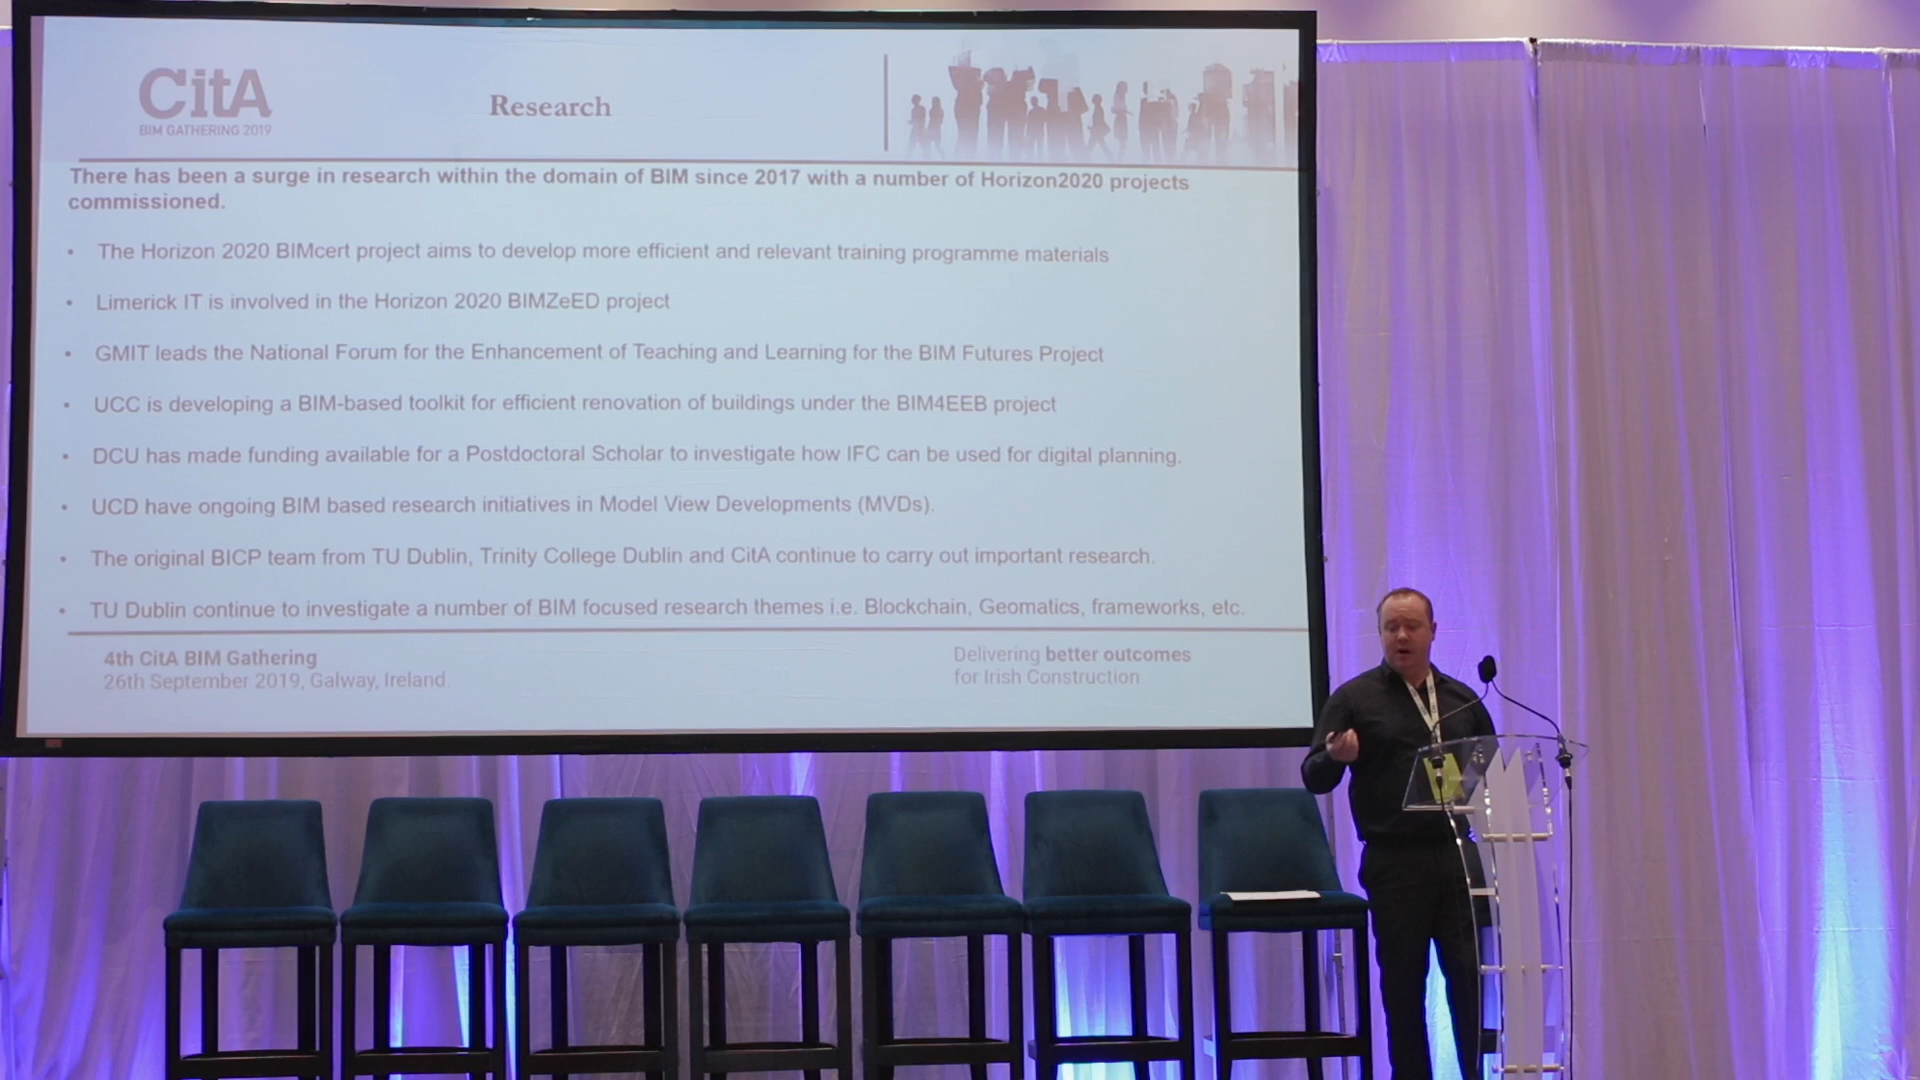 CitA
BIM GATHERING 2019
Research
There has been a surge in research within the domain of BIM since 2017 with a number of Horizon2020 projects
commissioned.
• The Horizon 2020 BIMcert project aims to develop more efficient and relevant training programme materials
• Limerick IT is involved in the Horizon 2020 BIMZeED project
• GMIT leads the National Forum for the Enhancement of Teaching and Learning for the BIM Futures Project
• UCC is developing a BIM-based toolkit for efficient renovation of buildings under the BIM4EEB project
• DCU has made funding available for a Postdoctoral Scholar to investigate how IFC can be used for digital planning.
• UCD have ongoing BIM based research initiatives in Model View Developments (MVDs).
• The original BICP team from TU Dublin, Trinity College Dublin and CitA continue to carry out important research.
• TU Dublin continue to investigate a number of BIM focused research themes i.e. Blockchain, Geomatics, frameworks, etc.
4th CitA BIM Gathering
26th September 2019, Galway, Ireland.
Delivering better outcomes
for Irish Construction